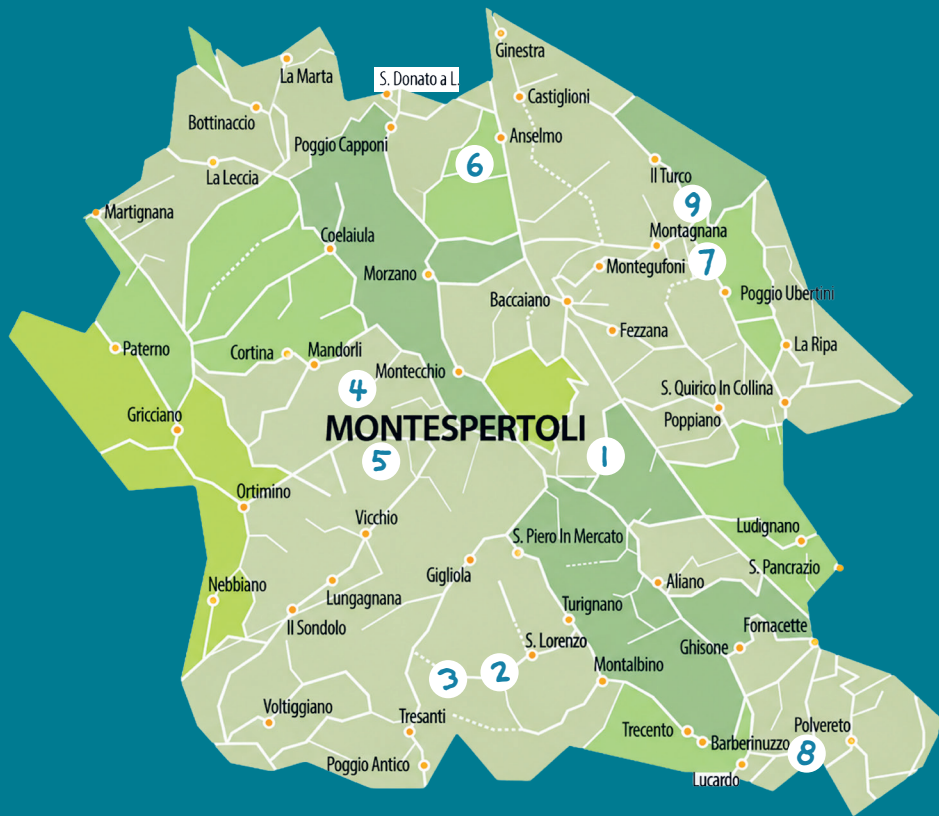 Ginestra
La Marta
S. Donato a L.
Castiglioni
Bottinaccio
Anselmo
Poggio Capponi
6
Il Turco
La Leccia
9
Martignana
Montagnana
Coelaiula
7
Montegufoni
Morzano
Poggio Ubertini
Baccaiano
Fezzana
Paterno
Cortina
Mandorli
La Ripa
Montecchio
4
S. Quirico In Collina
Gricciano
Poppiano
MONTESPERTOLI
1
5
Ortimino
Vicchio
Ludignano
S. Piero In Mercato
S. Pancrazio
Gigliola
Aliano
Nebbiano
Lungagnana
Turignano
Il Sondolo
Fornacette
S. Lorenzo
Ghisone
Montalbino
3
2
Voltiggiano
Tresanti
Trecento
Polvereto
Barberinuzzo
8
Poggio Antico
Lucardo